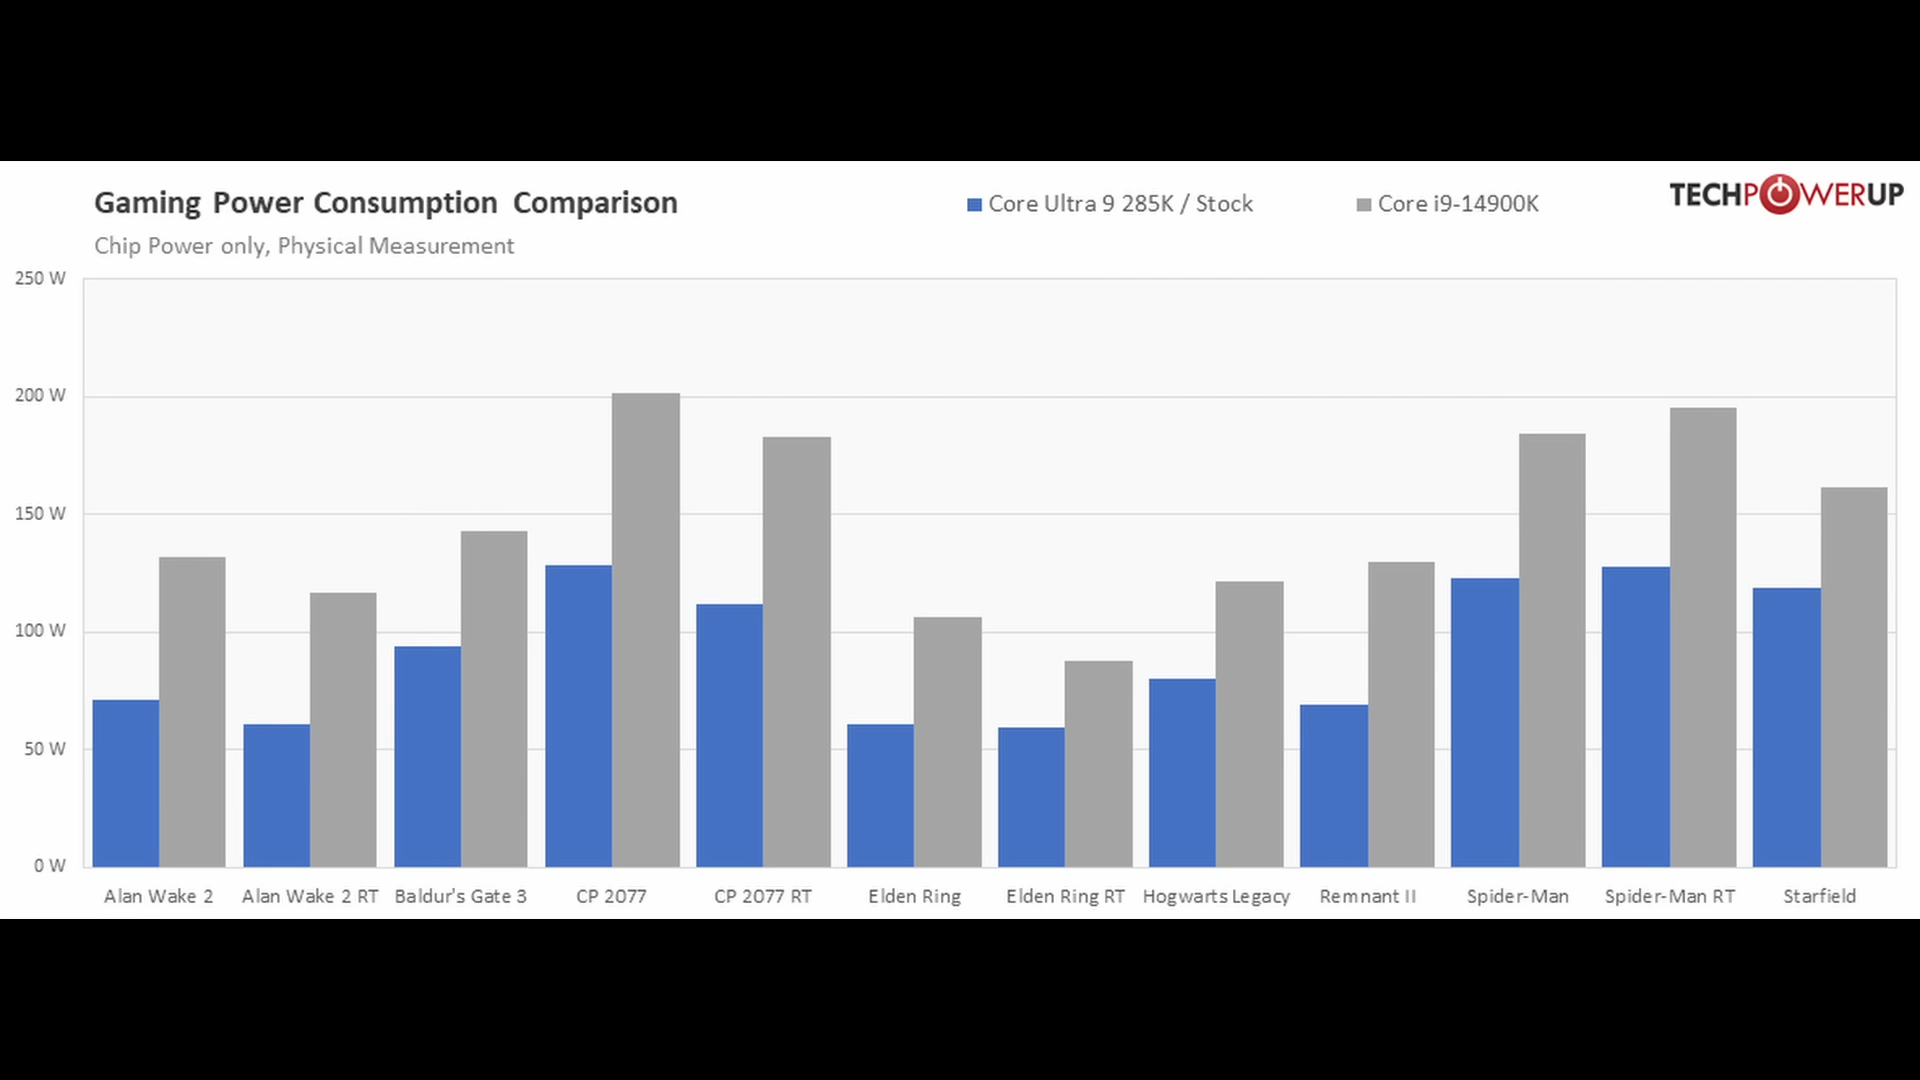 Gaming Power Consumption Comparison
Core Ultra 9 285K / Stock
Core i9-14900K
TECHPOWERUP
Chip Power only, Physical Measurement
250 W
200 W
150 W
100 W
50 W
0 W
Alan Wake 2
Alan Wake 2 RT
Baldur's Gate 3
CP 2077
CP 2077 RT
Elden Ring
Elden Ring RT
Hogwarts Legacy
Remnant II
Spider-Man
Spider-Man RT
Starfield